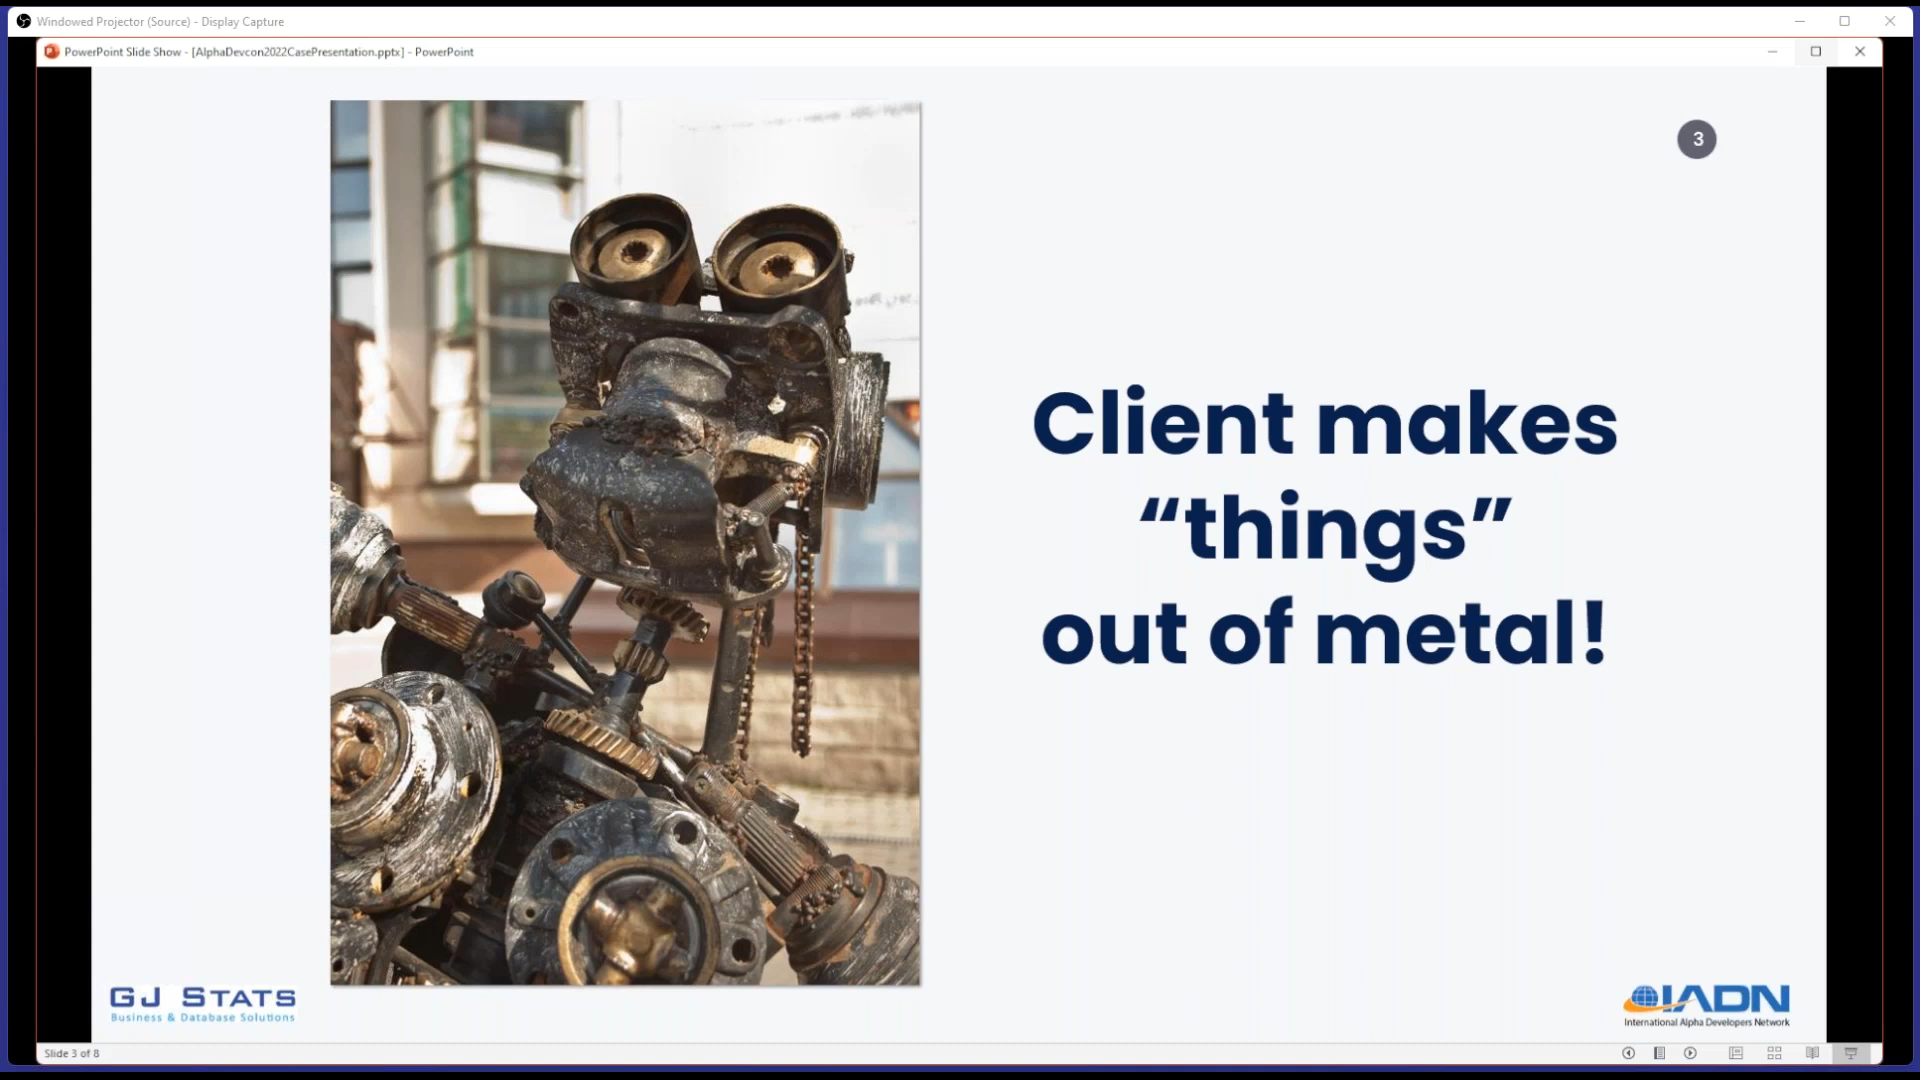 Windowed Projector (Source) - Display Capture
PowerPoint Slide Show - [AlphaDevcon2022CasePresentation.pptx] - PowerPoint
3
Client makes
“things”
out of metal!
GJ STATS
Business & Database Solutions
IADN
International Alpha Developers Network
Slide 3 of 8